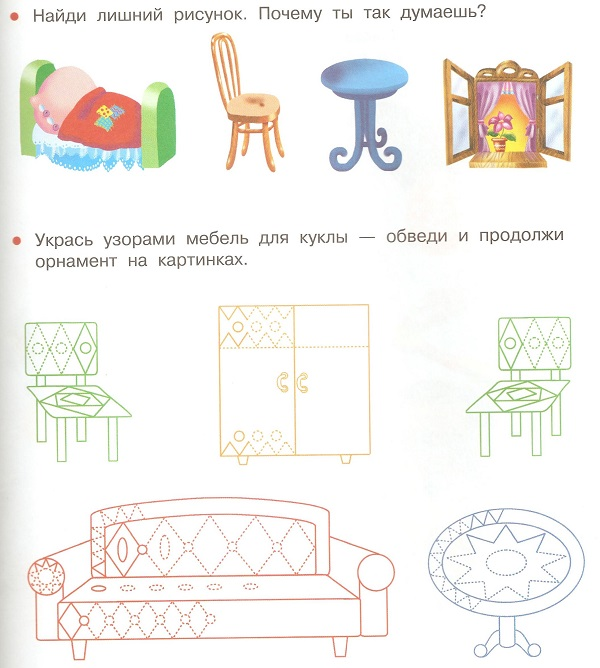 Найди лишний рисунок. Почему ты так думаешь?
Укрась узорами мебель для куклы — обведи и продолжи
орнамент на картинках.